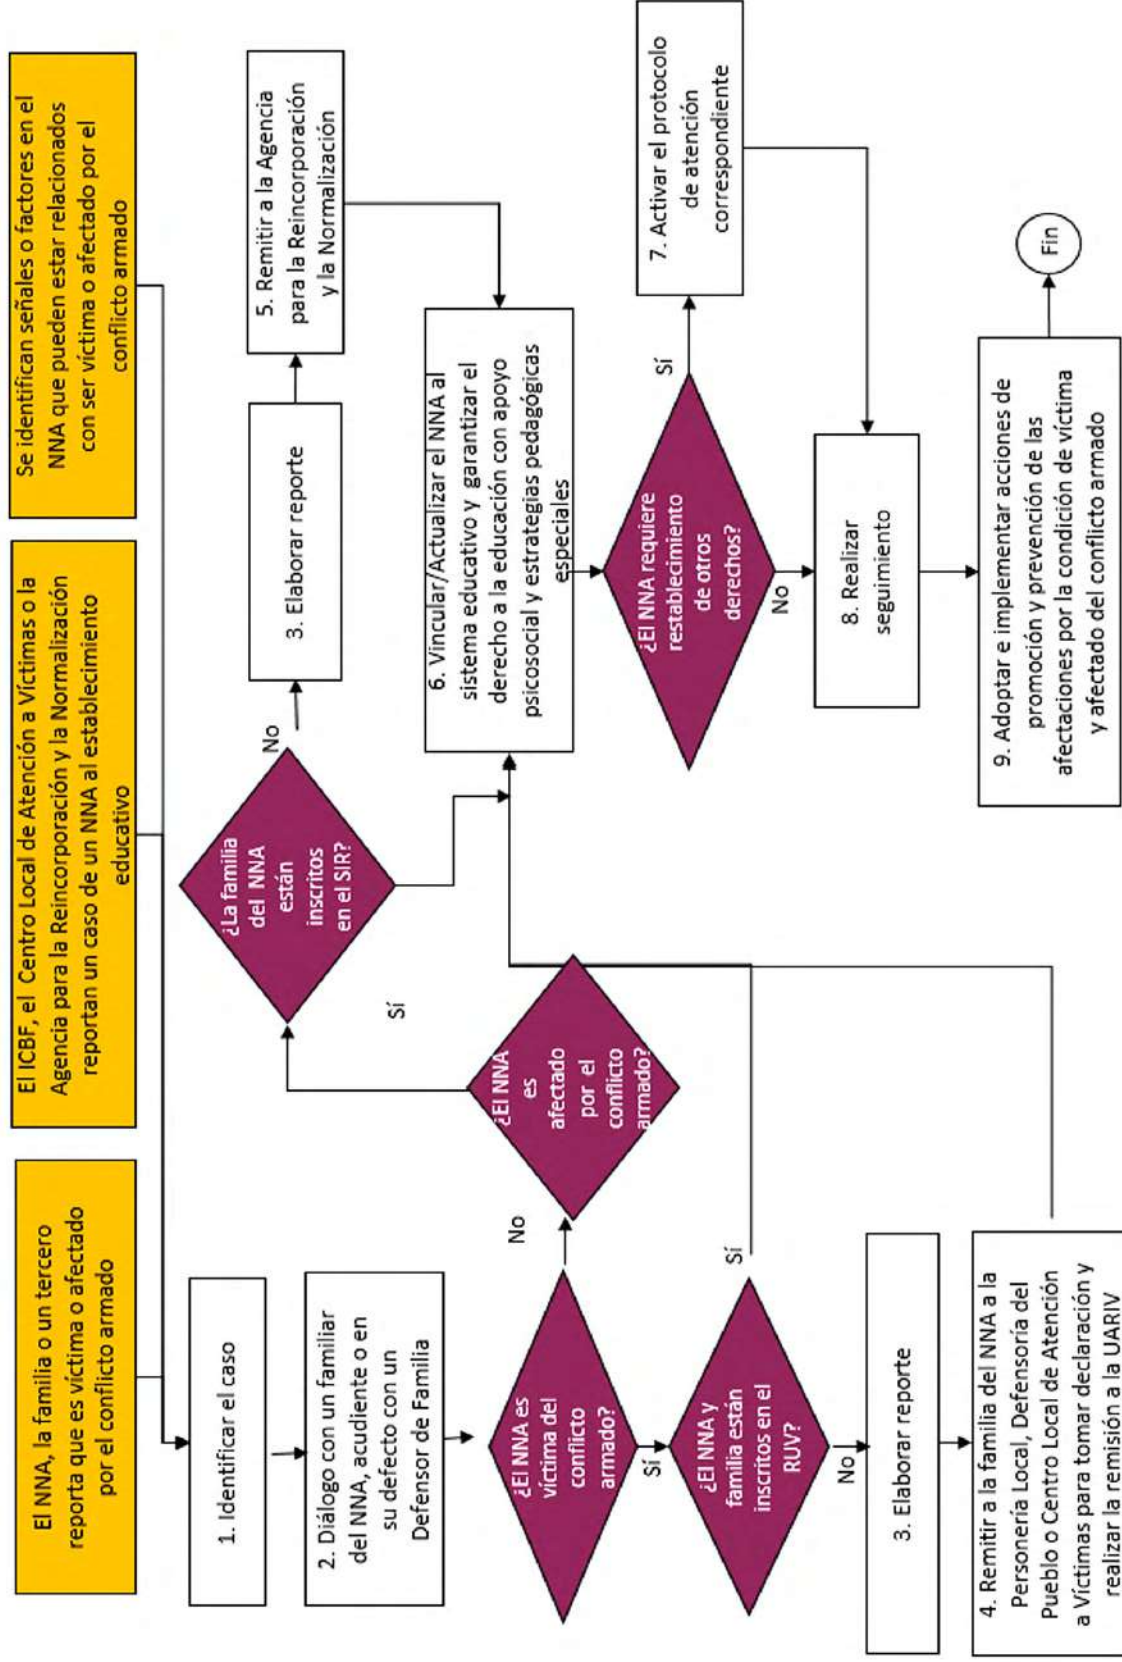 El NNA, la familia o un tercero
reporta que es víctima o afectado
por el conflicto armado
El ICBF, el Centro Local de Atención a Víctimas o la
Agencia para la Reincorporación y la Normalización
reportan un caso de un NNA al establecimiento
educativo
Se identifican señales o factores en el
NNA que pueden estar relacionados
con ser víctima o afectado por el
conflicto armado
1. Identificar el caso
2. Diálogo con un familiar
del NNA, acudiente o en
su defecto con un
Defensor de Familia
¿El NNA es
víctima del
conflicto
armado?
No
Sí
¿El NNA
es
afectado
por el
conflicto
armado?
Sí
¿La familia
del NNA
están
inscritos
en el SIR?
No
3. Elaborar reporte
5. Remitir a la Agencia
para la Reincorporación
y la Normalización
¿El NNA y
familia están
inscritos en el
RUV?
Sí
No
3. Elaborar reporte
4. Remitir a la familia del NNA a la
Personería Local, Defensoría del
Pueblo o Centro Local de Atención
a Víctimas para tomar declaración y
realizar la remisión a la UARIV
6. Vincular/Actualizar el NNA al
sistema educativo y garantizar el
derecho a la educación con apoyo
psicosocial y estrategias pedagógicas
especiales
¿El NNA requiere
restablecimiento
de otros
derechos?
Sí
No
7. Activar el protocolo
de atención
correspondiente
8. Realizar
seguimiento
9. Adoptar e implementar acciones de
promoción y prevención de las
afectaciones por la condición de víctima
y afectado del conflicto armado
Fin